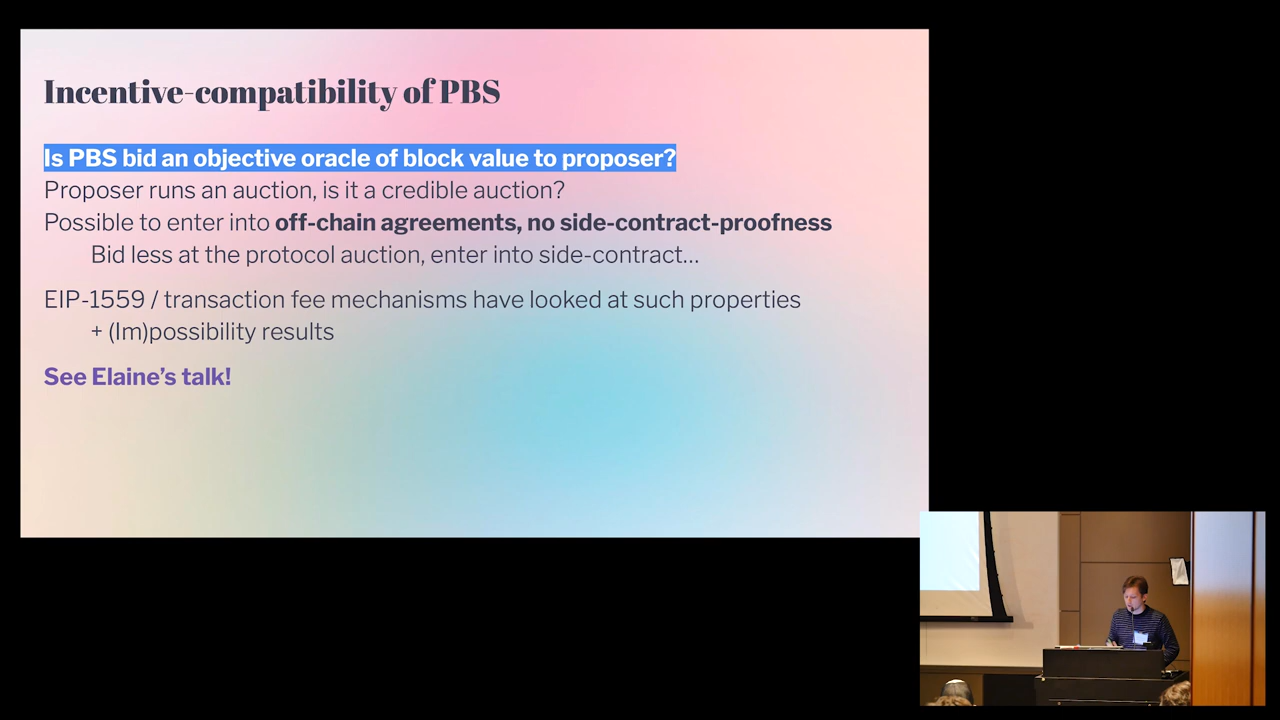 Incentive-compatibility of PBS
Is PBS bid an objective oracle of block value to proposer?
Proposer runs an auction, is it a credible auction?
Possible to enter into off-chain agreements, no side-contract-proofness
Bid less at the protocol auction, enter into side-contract…
EIP-1559 / transaction fee mechanisms have looked at such properties
+ (Im)possibility results
See Elaine’s talk!